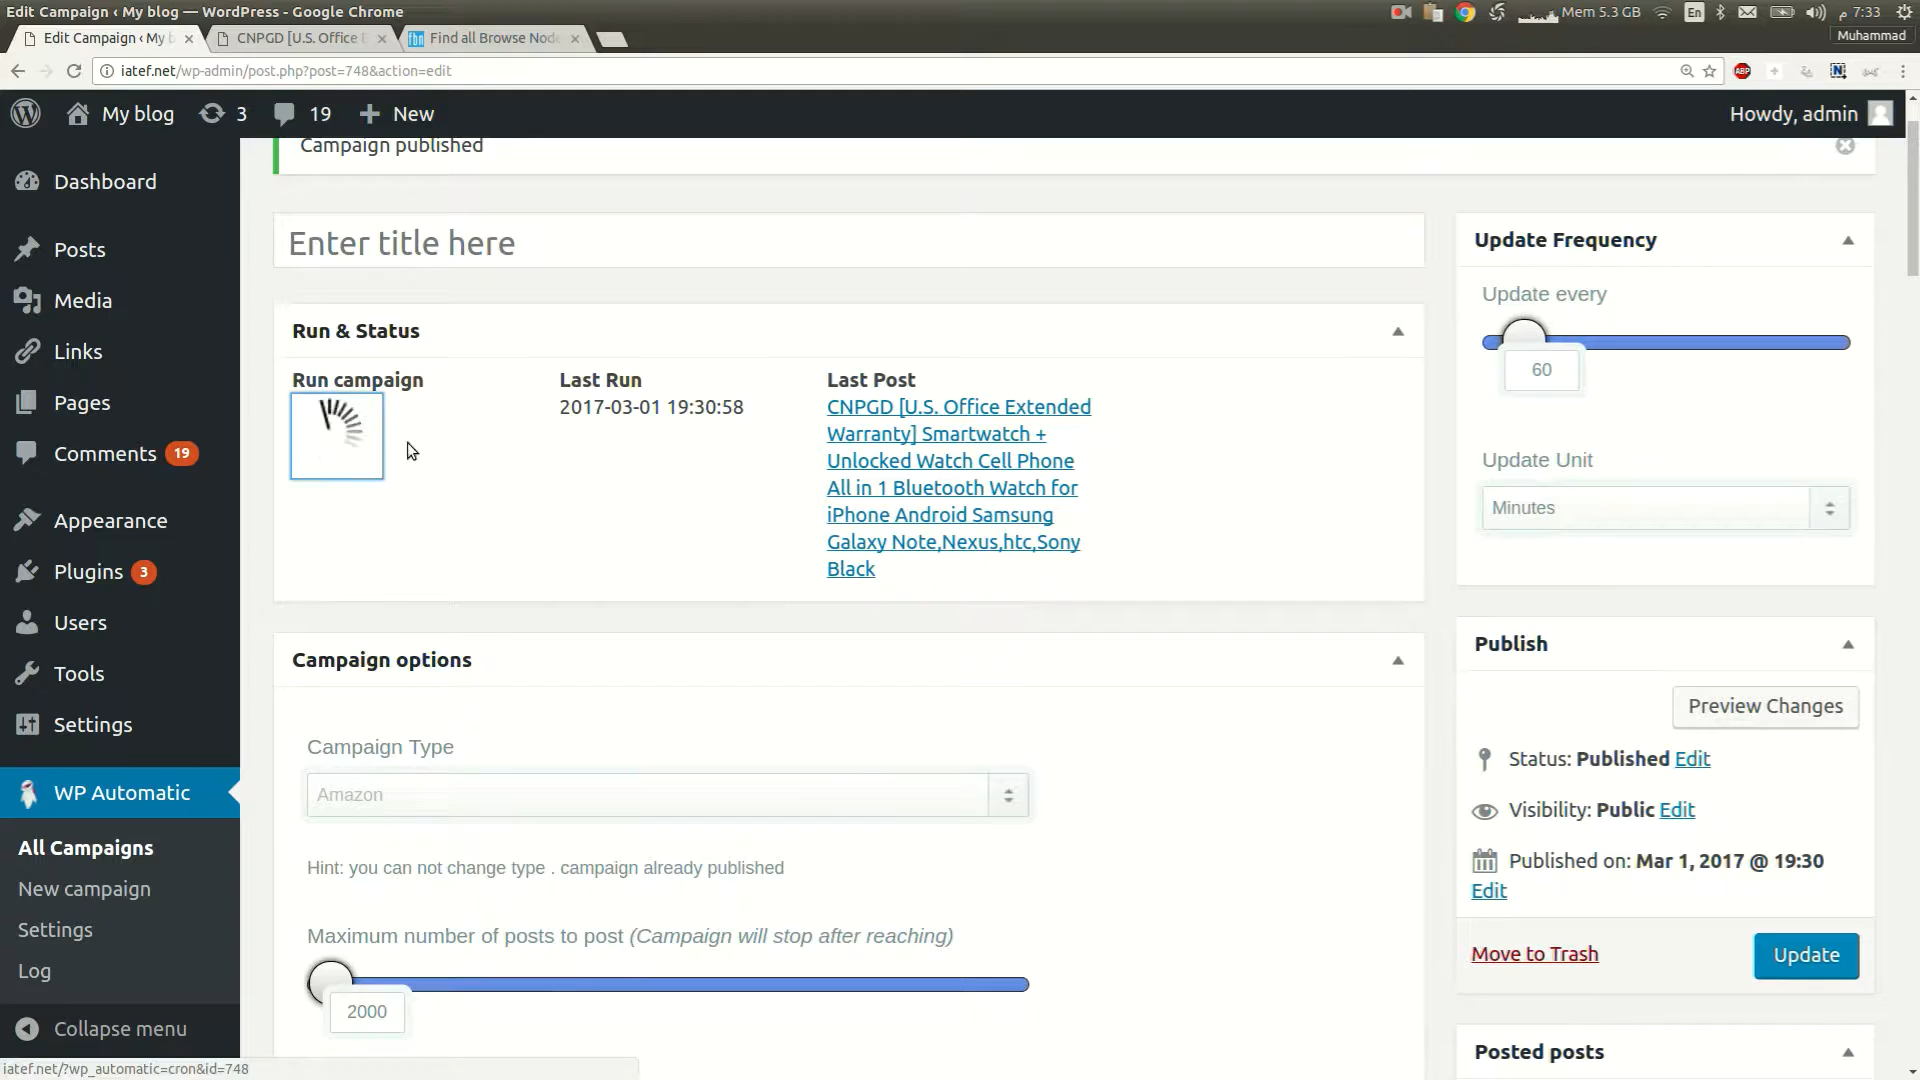 Edit Campaign ‹ My blog — WordPress - Google Chrome
Mem 5.3 GB
En
7:33 م
Edit Campaign ‹ My b
CNPGD [U.S. Office E
fbn
Find all Browse Node
Muhammad
iatef.net/wp-admin/post.php?post=748&action=edit
ABP
N
My blog
3
19
New
Howdy, admin
Campaign published
Dashboard
Posts
Media
Links
Pages
Comments 19
Appearance
Plugins 3
Users
Tools
Settings
WP Automatic
All Campaigns
New campaign
Settings
Log
Collapse menu
Enter title here
Run & Status
Run campaign
Last Run
2017-03-01 19:30:58
Last Post
CNPGD [U.S. Office Extended
Warranty] Smartwatch +
Unlocked Watch Cell Phone
All in 1 Bluetooth Watch for
iPhone Android Samsung
Galaxy Note,Nexus,htc,Sony
Black
Campaign options
Campaign Type
Amazon
Hint: you can not change type . campaign already published
Maximum number of posts to post (Campaign will stop after reaching)
2000
Update Frequency
Update every
60
Update Unit
Minutes
Publish
Preview Changes
Status: Published Edit
Visibility: Public Edit
Published on: Mar 1, 2017 @ 19:30
Edit
Move to Trash
Update
Posted posts
iatef.net/?wp_automatic=cron&id=748